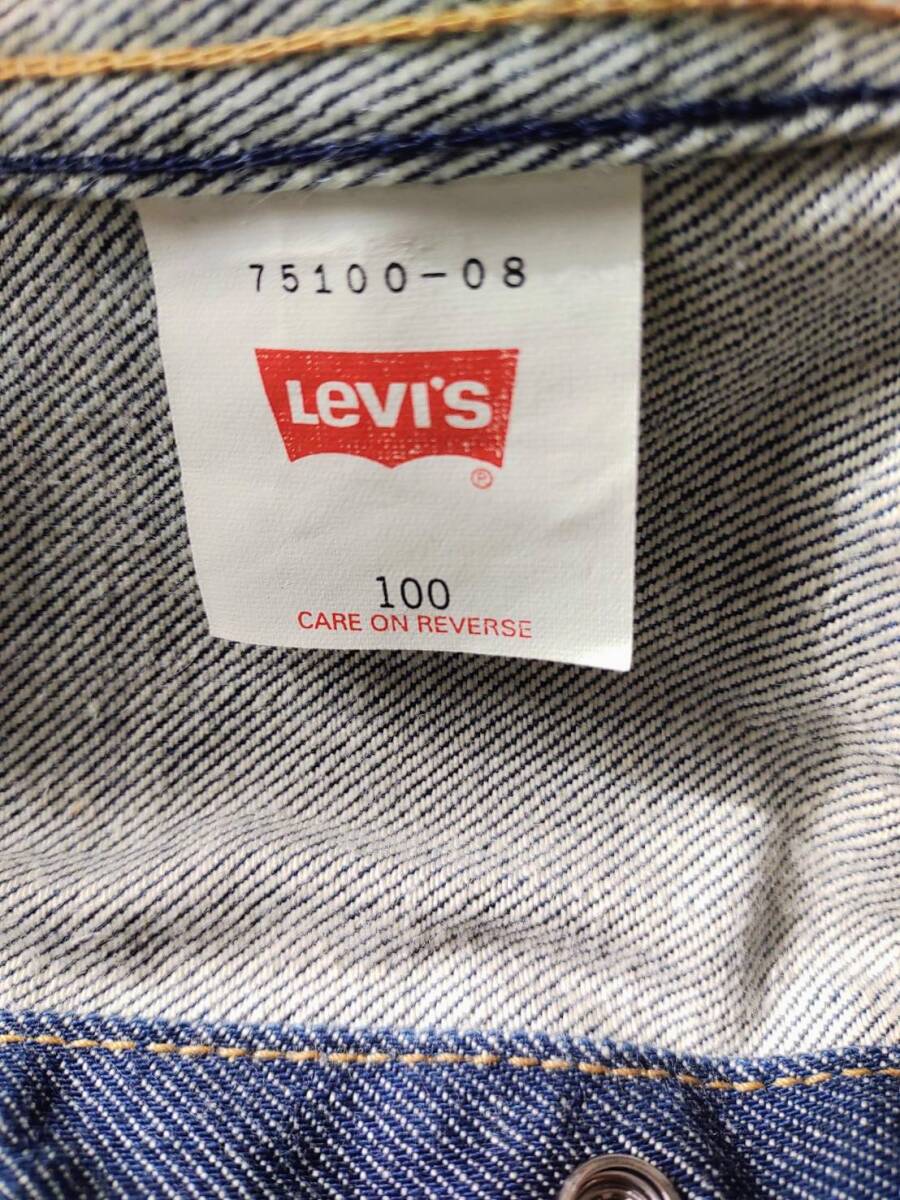 75100-08
LEVI'S
®
100
CARE ON REVERSE